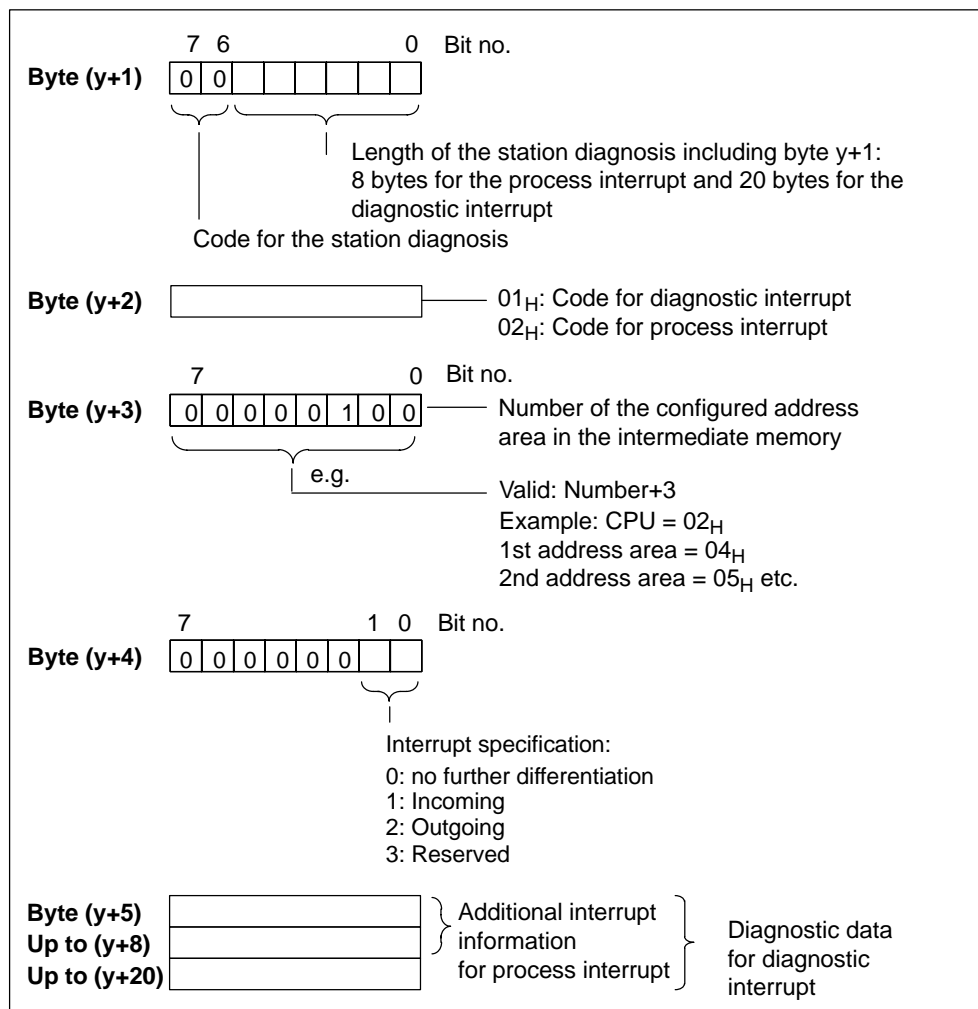 7 6 0 Bit no.
Byte (y+1) 0 0
Length of the station diagnosis including byte y+1:
8 bytes for the process interrupt and 20 bytes for the
diagnostic interrupt
Code for the station diagnosis
Byte (y+2) 01H: Code for diagnostic interrupt
02H: Code for process interrupt
7 0 Bit no.
Byte (y+3) 0 0 0 0 0 1 0 0 Number of the configured address
area in the intermediate memory
e.g.
Valid: Number+3
Example: CPU = 02H
1st address area = 04H
2nd address area = 05H etc.
7 1 0 Bit no.
Byte (y+4) 0 0 0 0 0 0
Interrupt specification:
0: no further differentiation
1: Incoming
2: Outgoing
3: Reserved
Byte (y+5)
Up to (y+8)
Up to (y+20)
Additional interrupt
information
for process interrupt
Diagnostic data
for diagnostic
interrupt